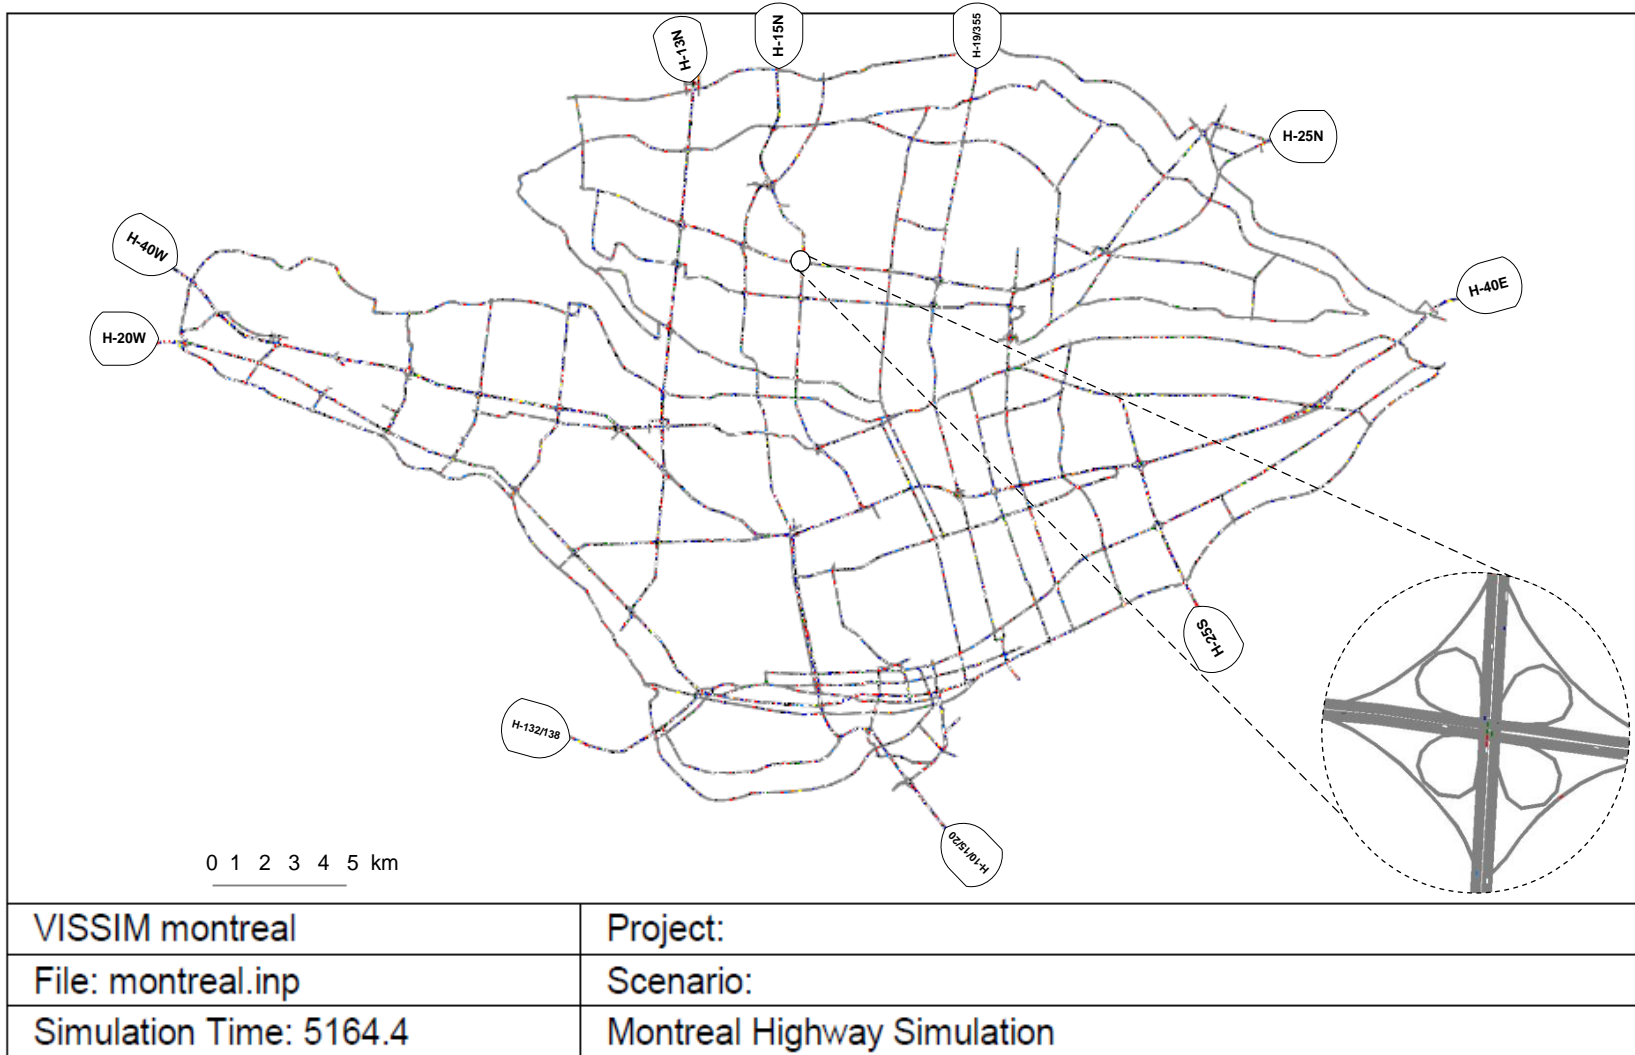 H-13N
H-15N
H-19/355
H-25N
H-40W
H-20W
H-40E
H-25S
H-132/138
H-10/15/20
0 1 2 3 4 5 km
VISSIM montreal
Project:
File: montreal.inp
Scenario:
Simulation Time: 5164.4
Montreal Highway Simulation